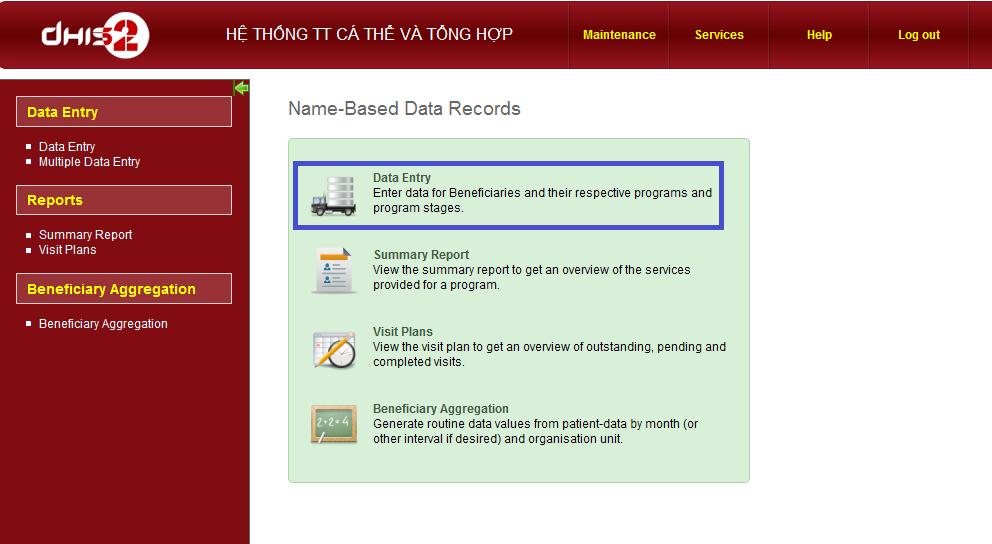 dHIS2
HỆ THỐNG TT CÁ THỂ VÀ TỔNG HỢP
Maintenance
Services
Help
Log out
Data Entry
Data Entry
Multiple Data Entry
Reports
Summary Report
Visit Plans
Beneficiary Aggregation
Beneficiary Aggregation
Name-Based Data Records
Data Entry
Enter data for Beneficiaries and their respective programs and
program stages.
Summary Report
View the summary report to get an overview of the services
provided for a program.
Visit Plans
View the visit plan to get an overview of outstanding, pending and
completed visits.
2+2=4
Beneficiary Aggregation
Generate routine data values from patient-data by month (or
other interval if desired) and organisation unit.